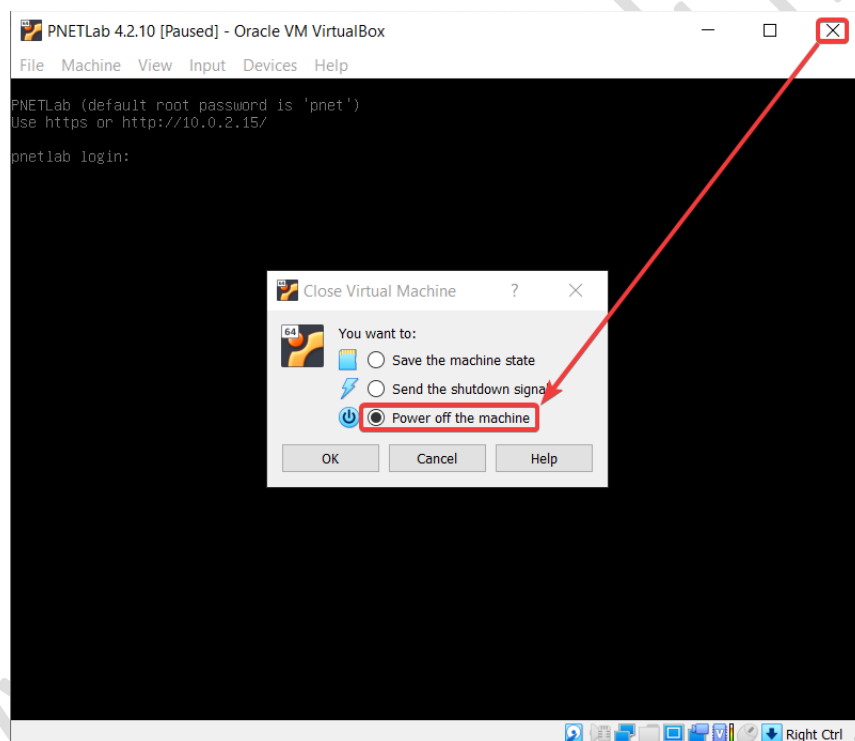 PNETLab 4.2.10 [Paused] - Oracle VM VirtualBox
File Machine View Input Devices Help
PNETLab (default root password is 'pnet')
Use https or http://10.0.2.15/
pnetlab login:
Close Virtual Machine ?
64
You want to:
Save the machine state
Send the shutdown signal
Power off the machine
OK Cancel Help
Right Ctrl